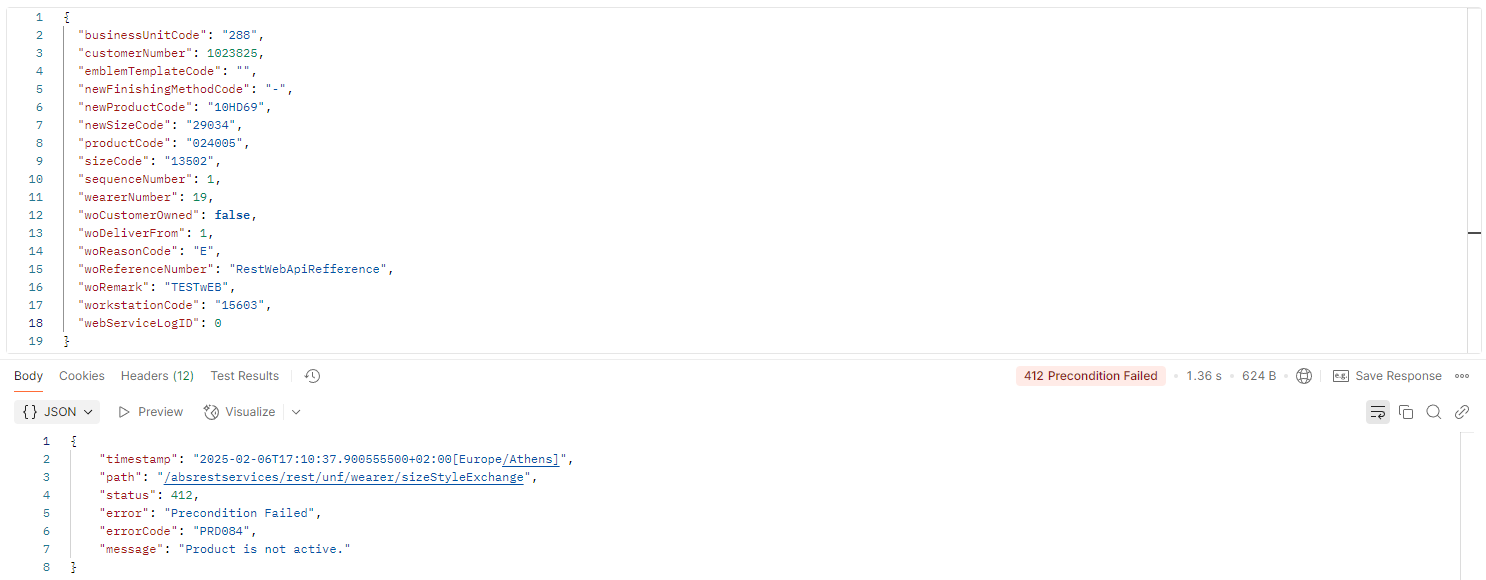 1 {
2 "businessUnitCode": "288",
3 "customerNumber": 1023825,
4 "emblemTemplateCode": "",
5 "newFinishingMethodCode": "-",
6 "newProductCode": "10HD69",
7 "newSizeCode": "29034",
8 "productCode": "024005",
9 "sizeCode": "13502",
10 "sequenceNumber": 1,
11 "wearerNumber": 19,
12 "woCustomerOwned": false,
13 "woDeliverFrom": 1,
14 "woReasonCode": "E",
15 "woReferenceNumber": "RestWebApiRefference",
16 "woRemark": "TESTwEB",
17 "workstationCode": "15603",
18 "webServiceLogID": 0
19 }
Body Cookies Headers (12) Test Results 412 Precondition Failed • 1.36 s • 624 B • e.g. Save Response
{} JSON Preview Visualize
1 {
2 "timestamp": "2025-02-06T17:10:37.900555500+02:00[Europe/Athens]",
3 "path": "/absrestservices/rest/unf/wearer/sizeStyleExchange",
4 "status": 412,
5 "error": "Precondition Failed",
6 "errorCode": "PRD084",
7 "message": "Product is not active."
8 }